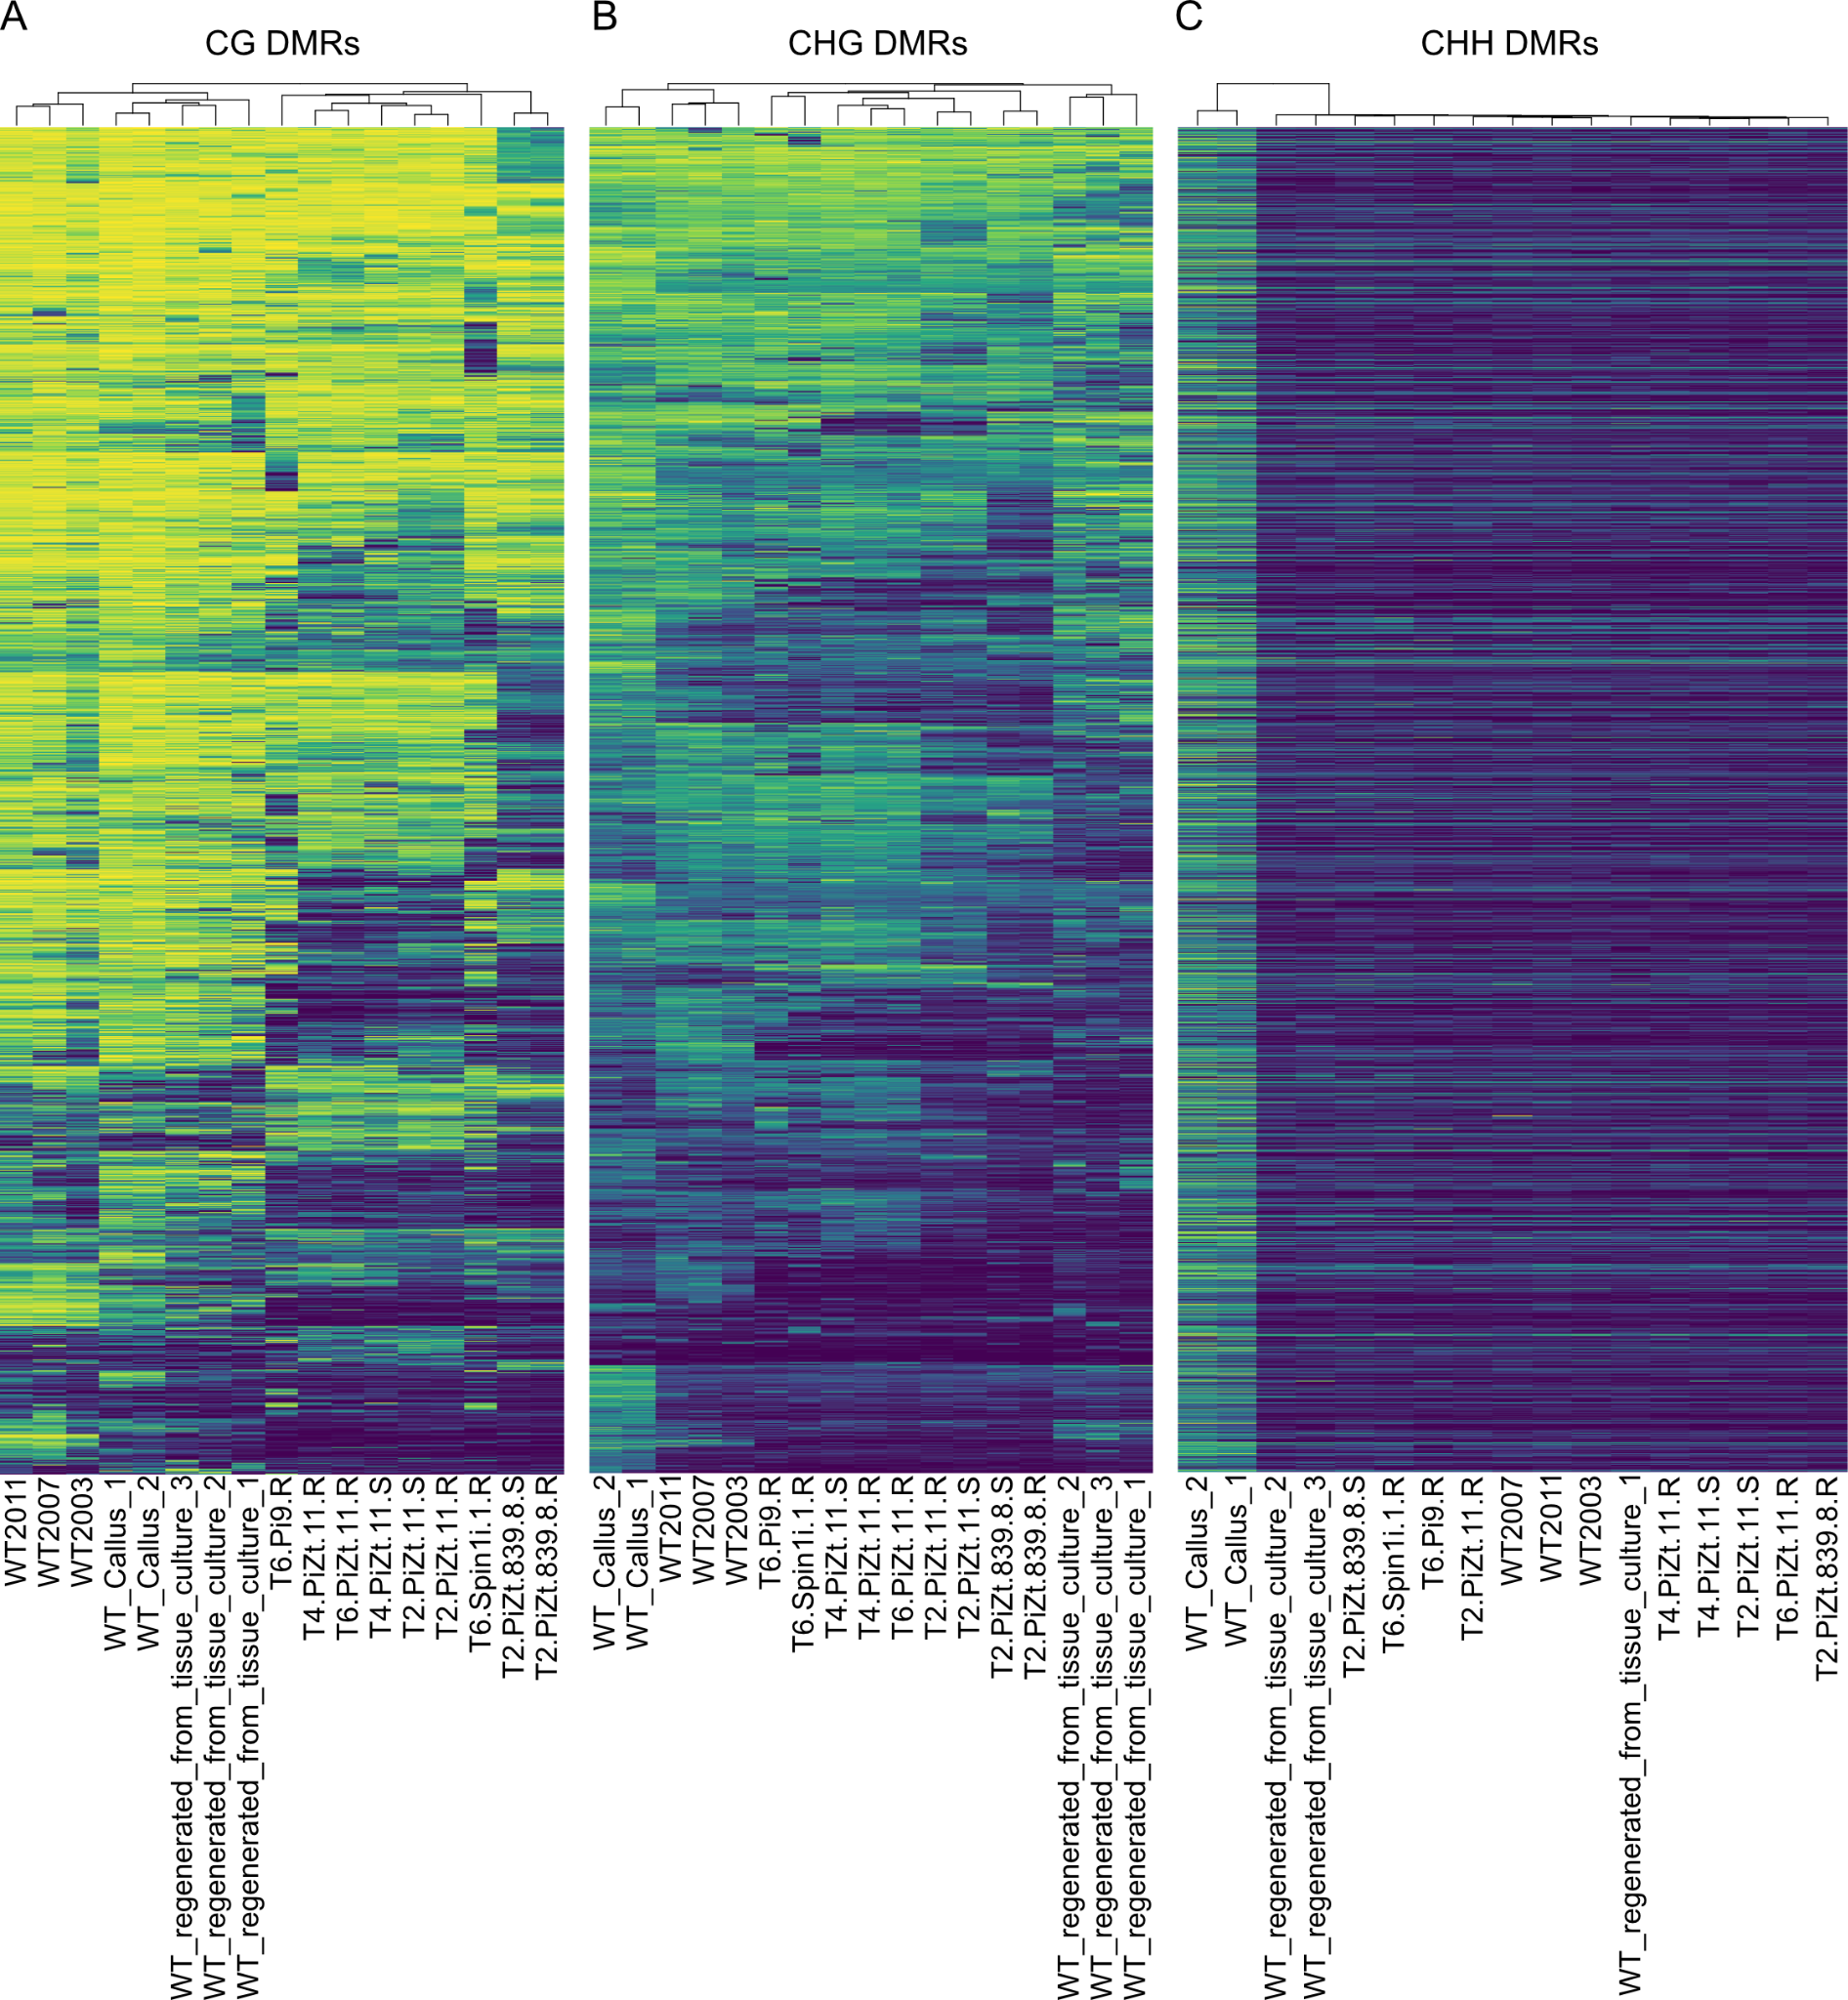 A
CG DMRs
B
CHG DMRs
C
CHH DMRs
WT2011
WT2007
WT2003
WT_Callus_1
WT_Callus_2
WT_regenerated_from_tissue_culture_3
WT_regenerated_from_tissue_culture_2
WT_regenerated_from_tissue_culture_1
T6.Pi9.R
T4.PiZt.11.R
T6.PiZt.11.R
T4.PiZt.11.S
T2.PiZt.11.S
T2.PiZt.11.R
T6.Spin1i.1.R
T2.PiZt.839.8.S
T2.PiZt.839.8.R
WT_Callus_2
WT_Callus_1
WT2011
WT2007
WT2003
T6.Pi9.R
T6.Spin1i.1.R
T4.PiZt.11.S
T4.PiZt.11.R
T6.PiZt.11.R
T2.PiZt.11.R
T2.PiZt.11.S
T2.PiZt.839.8.S
T2.PiZt.839.8.R
WT_regenerated_from_tissue_culture_2
WT_regenerated_from_tissue_culture_3
WT_regenerated_from_tissue_culture_1
WT_Callus_2
WT_Callus_1
WT_regenerated_from_tissue_culture_2
WT_regenerated_from_tissue_culture_3
T2.PiZt.839.8.S
T6.Spin1i.1.R
T6.Pi9.R
T2.PiZt.11.R
WT2007
WT2011
WT2003
WT_regenerated_from_tissue_culture_1
T4.PiZt.11.R
T4.PiZt.11.S
T2.PiZt.11.S
T6.PiZt.11.R
T2.PiZt.839.8.R